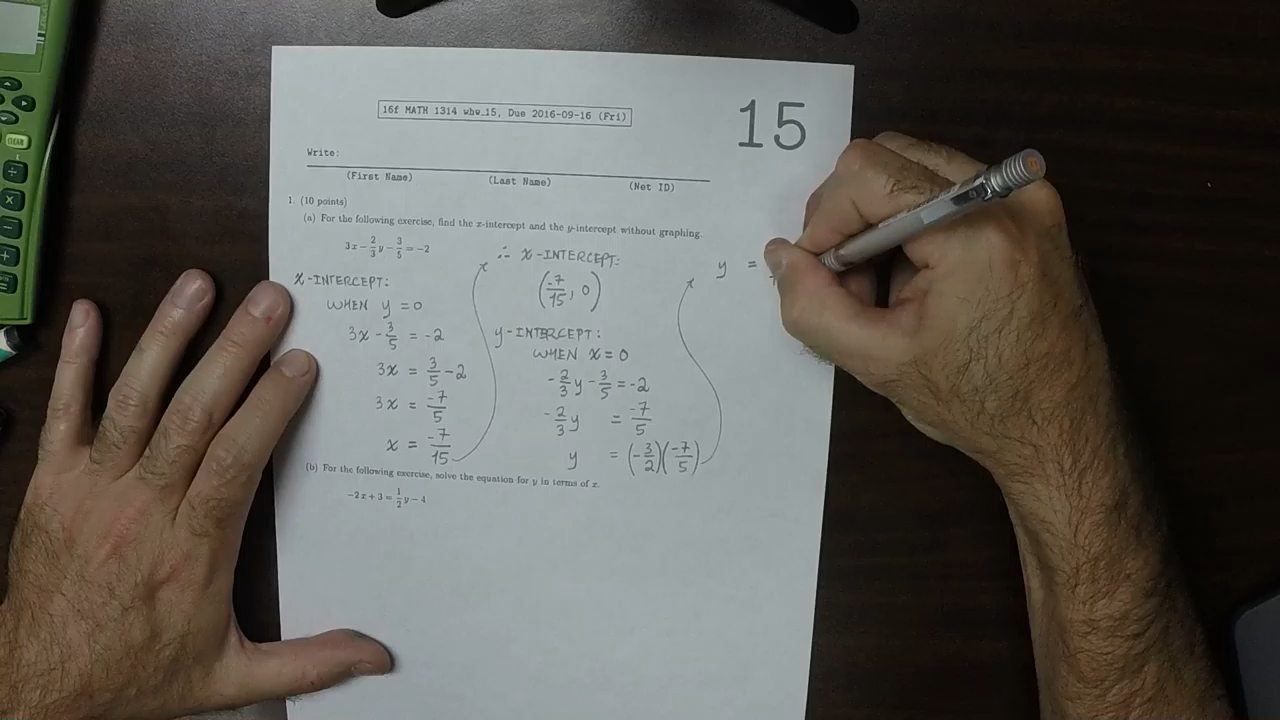 16f MATH 1314 whw_15, Due 2016-09-16 (Fri)
15
Write:
(First Name) (Last Name) (Net ID)
1. (10 points)
(a) For the following exercise, find the x-intercept and the y-intercept without graphing.
3x - 2/3 y - 3/5 = -2
X-INTERCEPT:
WHEN y = 0
3x - 3/5 = -2
3x = 3/5 - 2
3x = -7/5
x = -7/15
∴ X-INTERCEPT:
(-7/15, 0)
y-INTERCEPT:
WHEN X = 0
-2/3 y - 3/5 = -2
-2/3 y = -7/5
y = (-3/2)(-7/5)
y =
(b) For the following exercise, solve the equation for y in terms of x.
-2x + 3 = 1/2 y - 4